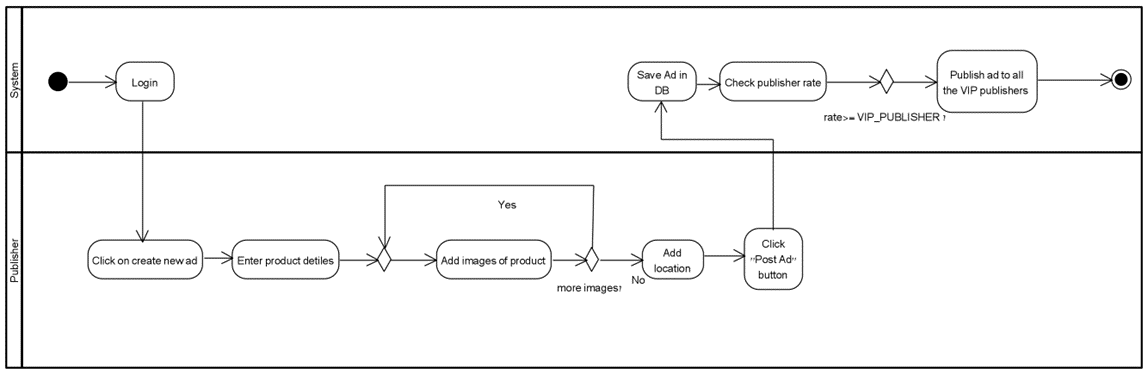 System
Login
Save Ad in
DB
Check publisher rate
rate>= VIP_PUBLISHER ?
Publish ad to all
the VIP publishers
Publisher
Click on create new ad
Enter product detiles
Yes
Add images of product
more images?
No
Add
location
Click
"Post Ad"
button